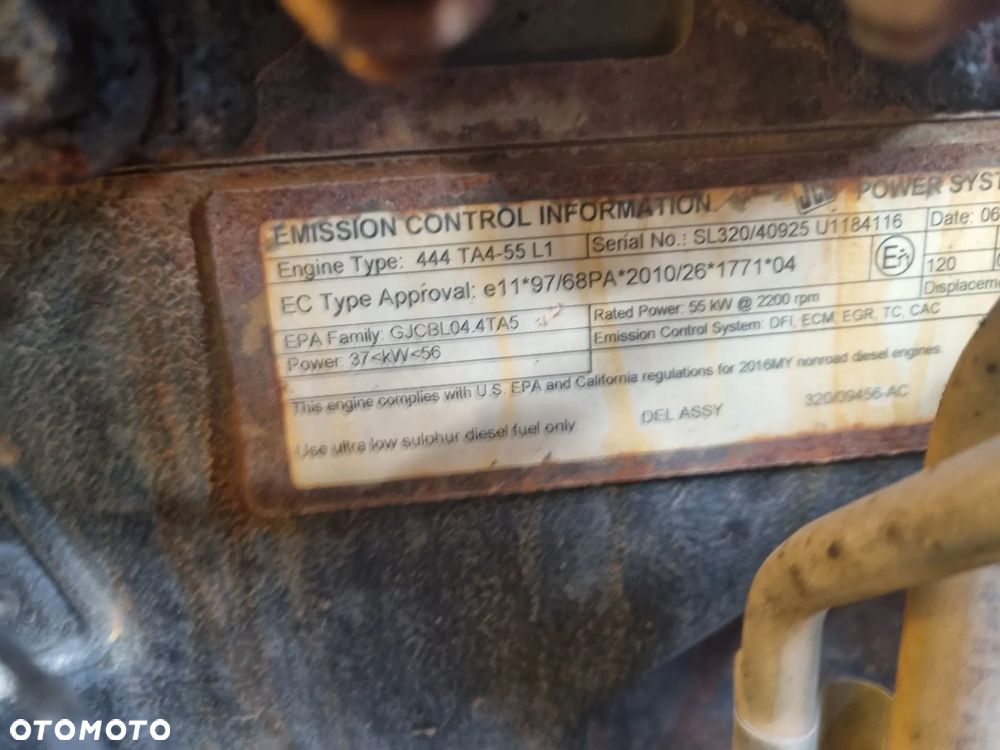 EMISSION CONTROL INFORMATION JCB POWER SYST
Engine Type: 444 TA4-55 L1 Serial No.: SL320/40925 U1184116 Date: 06
EC Type Approval: e11*97/68PA*2010/26*1771*04 120
EPA Family: GJCBL04.4TA5 Rated Power: 55 kW @ 2200 rpm Displacem
Power: 37<kW<56 Emission Control System: DFI, ECM, EGR, TC, CAC
This engine complies with U.S. EPA and California regulations for 2016MY nonroad diesel engines.
Use ultra low sulphur diesel fuel only DEL ASSY 320/09456-AC
OTOMOTO